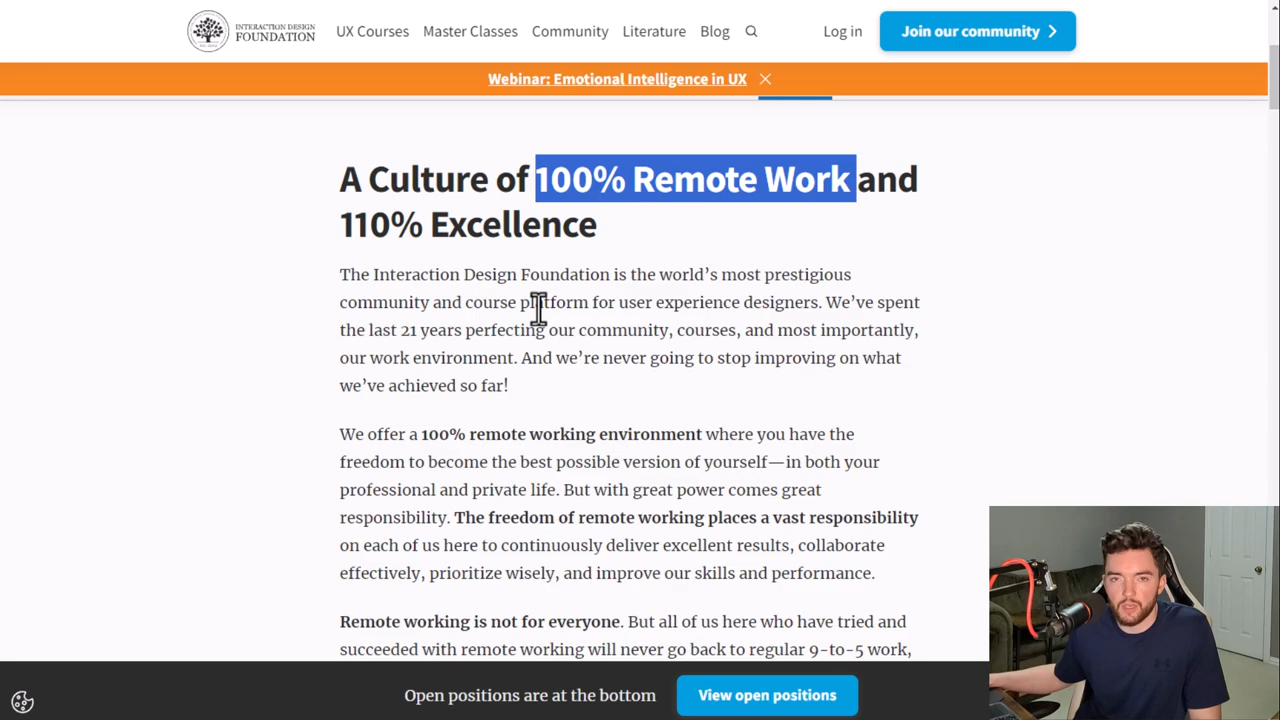 INTERACTION DESIGN
FOUNDATION
EST. 2002
UX Courses Master Classes Community Literature Blog Log in Join our community
Webinar: Emotional Intelligence in UX
A Culture of 100% Remote Work and
110% Excellence
The Interaction Design Foundation is the world’s most prestigious
community and course platform for user experience designers. We’ve spent
the last 21 years perfecting our community, courses, and most importantly,
our work environment. And we’re never going to stop improving on what
we’ve achieved so far!
We offer a 100% remote working environment where you have the
freedom to become the best possible version of yourself—in both your
professional and private life. But with great power comes great
responsibility. The freedom of remote working places a vast responsibility
on each of us here to continuously deliver excellent results, collaborate
effectively, prioritize wisely, and improve our skills and performance.
Remote working is not for everyone. But all of us here who have tried and
succeeded with remote working will never go back to regular 9-to-5 work,
Open positions are at the bottom View open positions